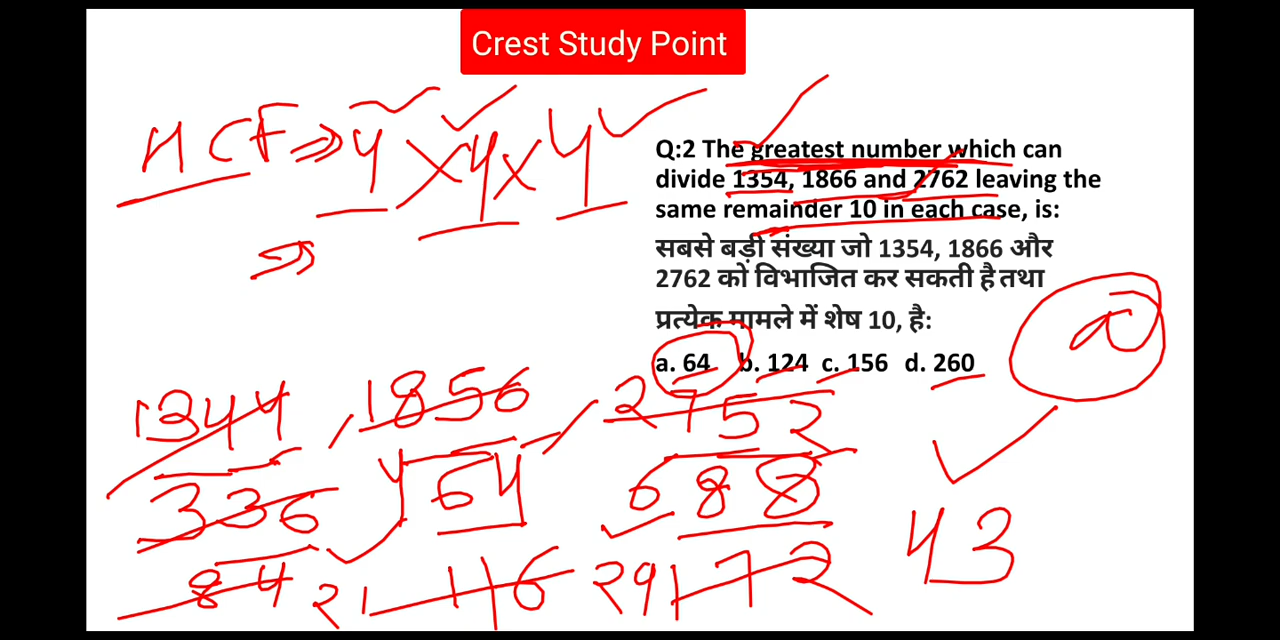 Crest Study Point
HCF ⇒ 4 × 4 × 4
Q:2 The greatest number which can
divide 1354, 1866 and 2762 leaving the
same remainder 10 in each case, is:
सबसे बड़ी संख्या जो 1354, 1866 और
2762 को विभाजित कर सकती है तथा
प्रत्येक मामले में शेष 10, है:
a. 64 b. 124 c. 156 d. 260
a
1344, 1856, 2752
336 464 688
84 116 172
21 29 43